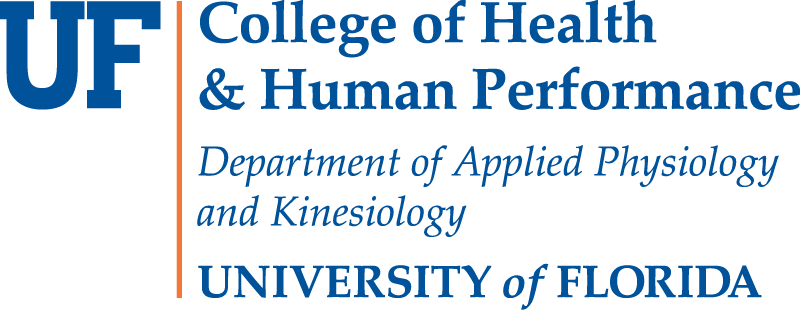 UF
College of Health
& Human Performance
Department of Applied Physiology
and Kinesiology
UNIVERSITY of FLORIDA